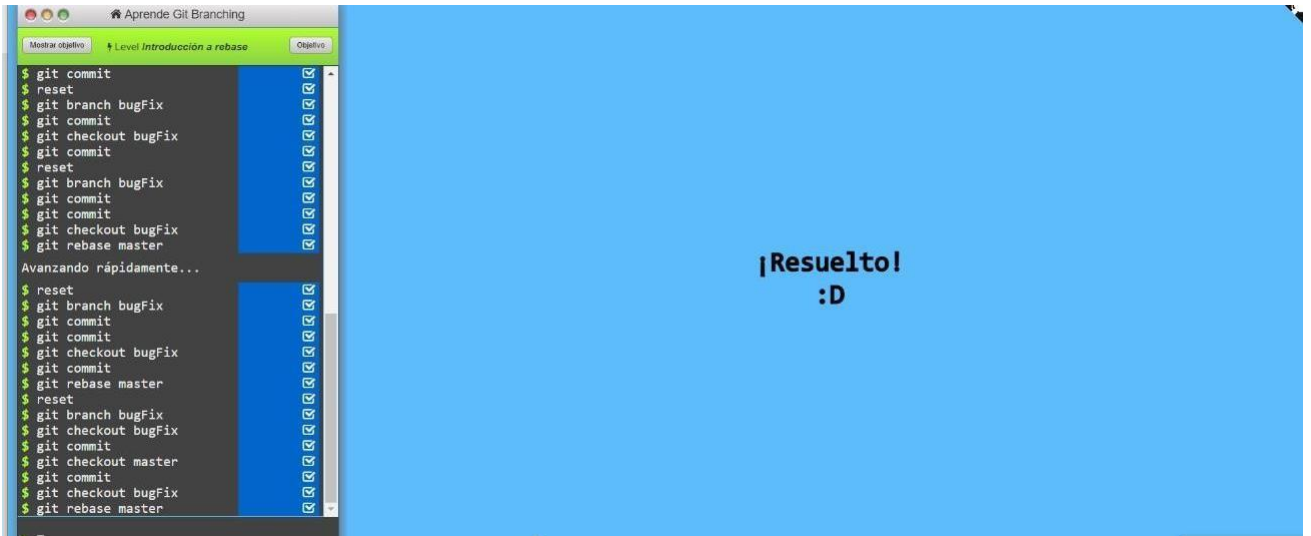 Aprende Git Branching
Mostrar objetivo
Level Introducción a rebase
Objetivo
$ git commit
$ reset
$ git branch bugFix
$ git commit
$ git checkout bugFix
$ git commit
$ reset
$ git branch bugFix
$ git commit
$ git commit
$ git checkout bugFix
$ git rebase master
Avanzando rápidamente...
$ reset
$ git branch bugFix
$ git commit
$ git commit
$ git checkout bugFix
$ git commit
$ git rebase master
$ reset
$ git branch bugFix
$ git checkout bugFix
$ git commit
$ git checkout master
$ git commit
$ git checkout bugFix
$ git rebase master
¡Resuelto!
:D